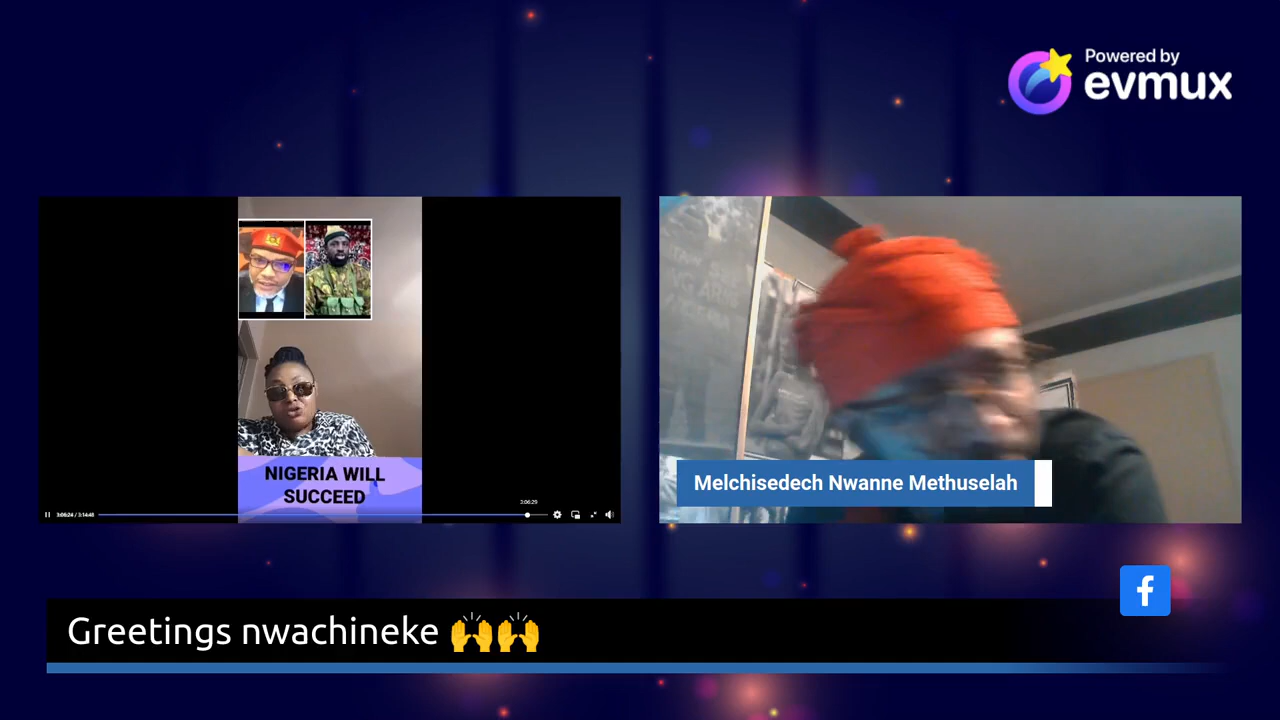 Powered by
evmux
NIGERIA WILL
SUCCEED
3:06:29
3:06:24 / 3:14:48
Melchisedech Nwanne Methuselah
f
Greetings nwachineke 🙌🙌